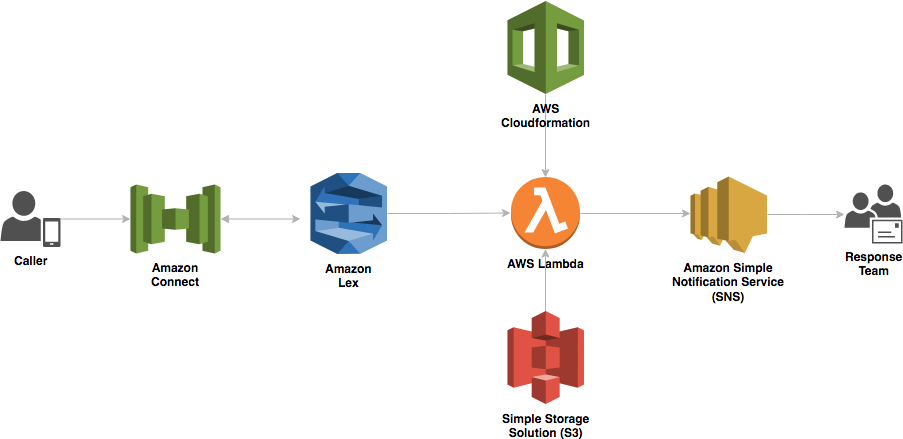 AWS
Cloudformation
Caller
Amazon
Connect
Amazon
Lex
AWS Lambda
Amazon Simple
Notification Service
(SNS)
Response
Team
Simple Storage
Solution (S3)